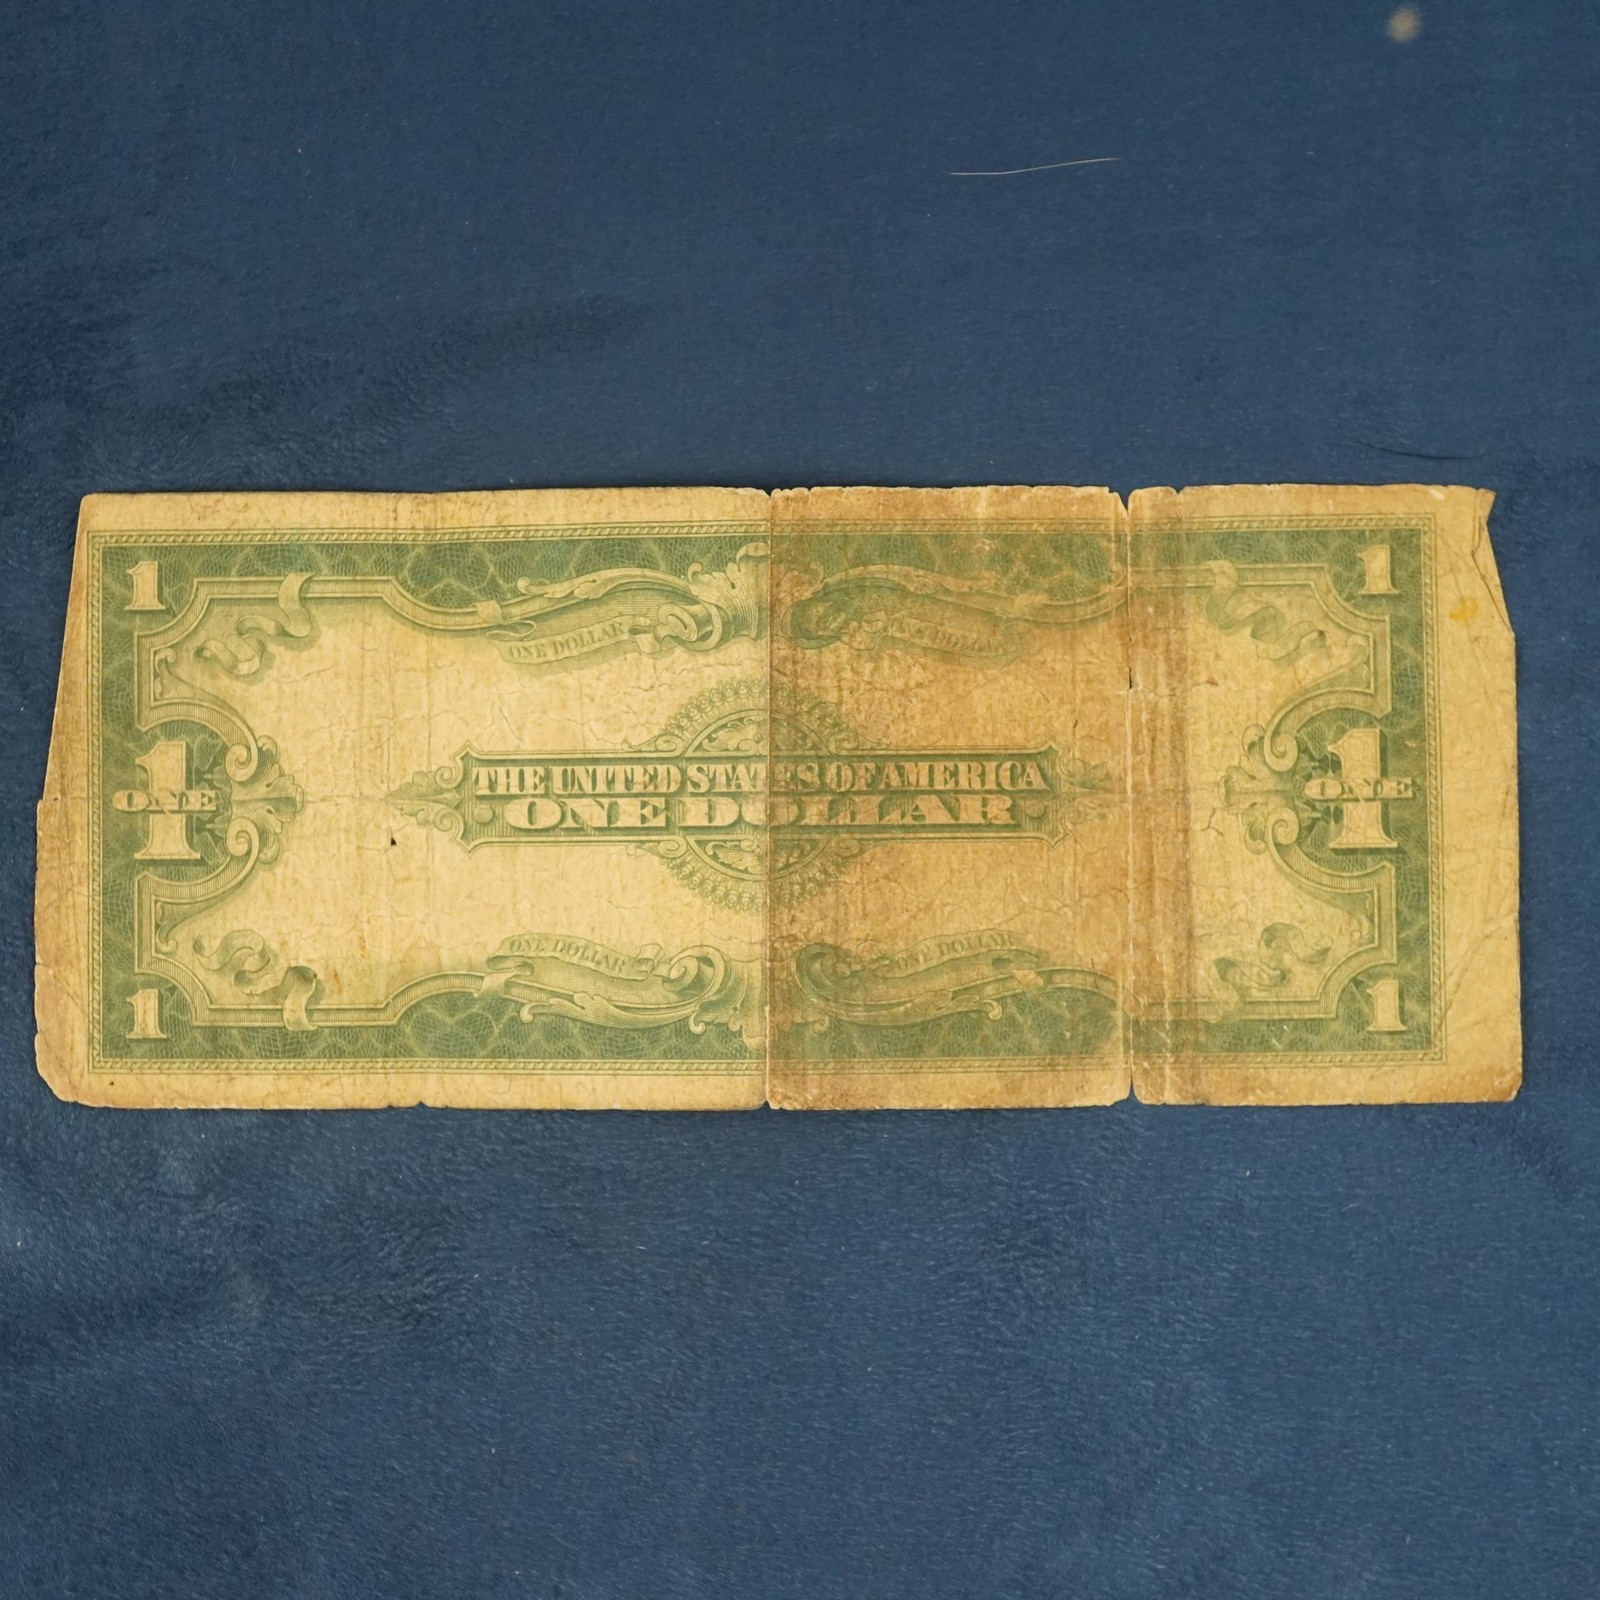 1 1
ONE DOLLAR ONE DOLLAR
THE UNITED STATES OF AMERICA
1 ONE ONE DOLLAR 1 ONE
ONE DOLLAR ONE DOLLAR
1 1